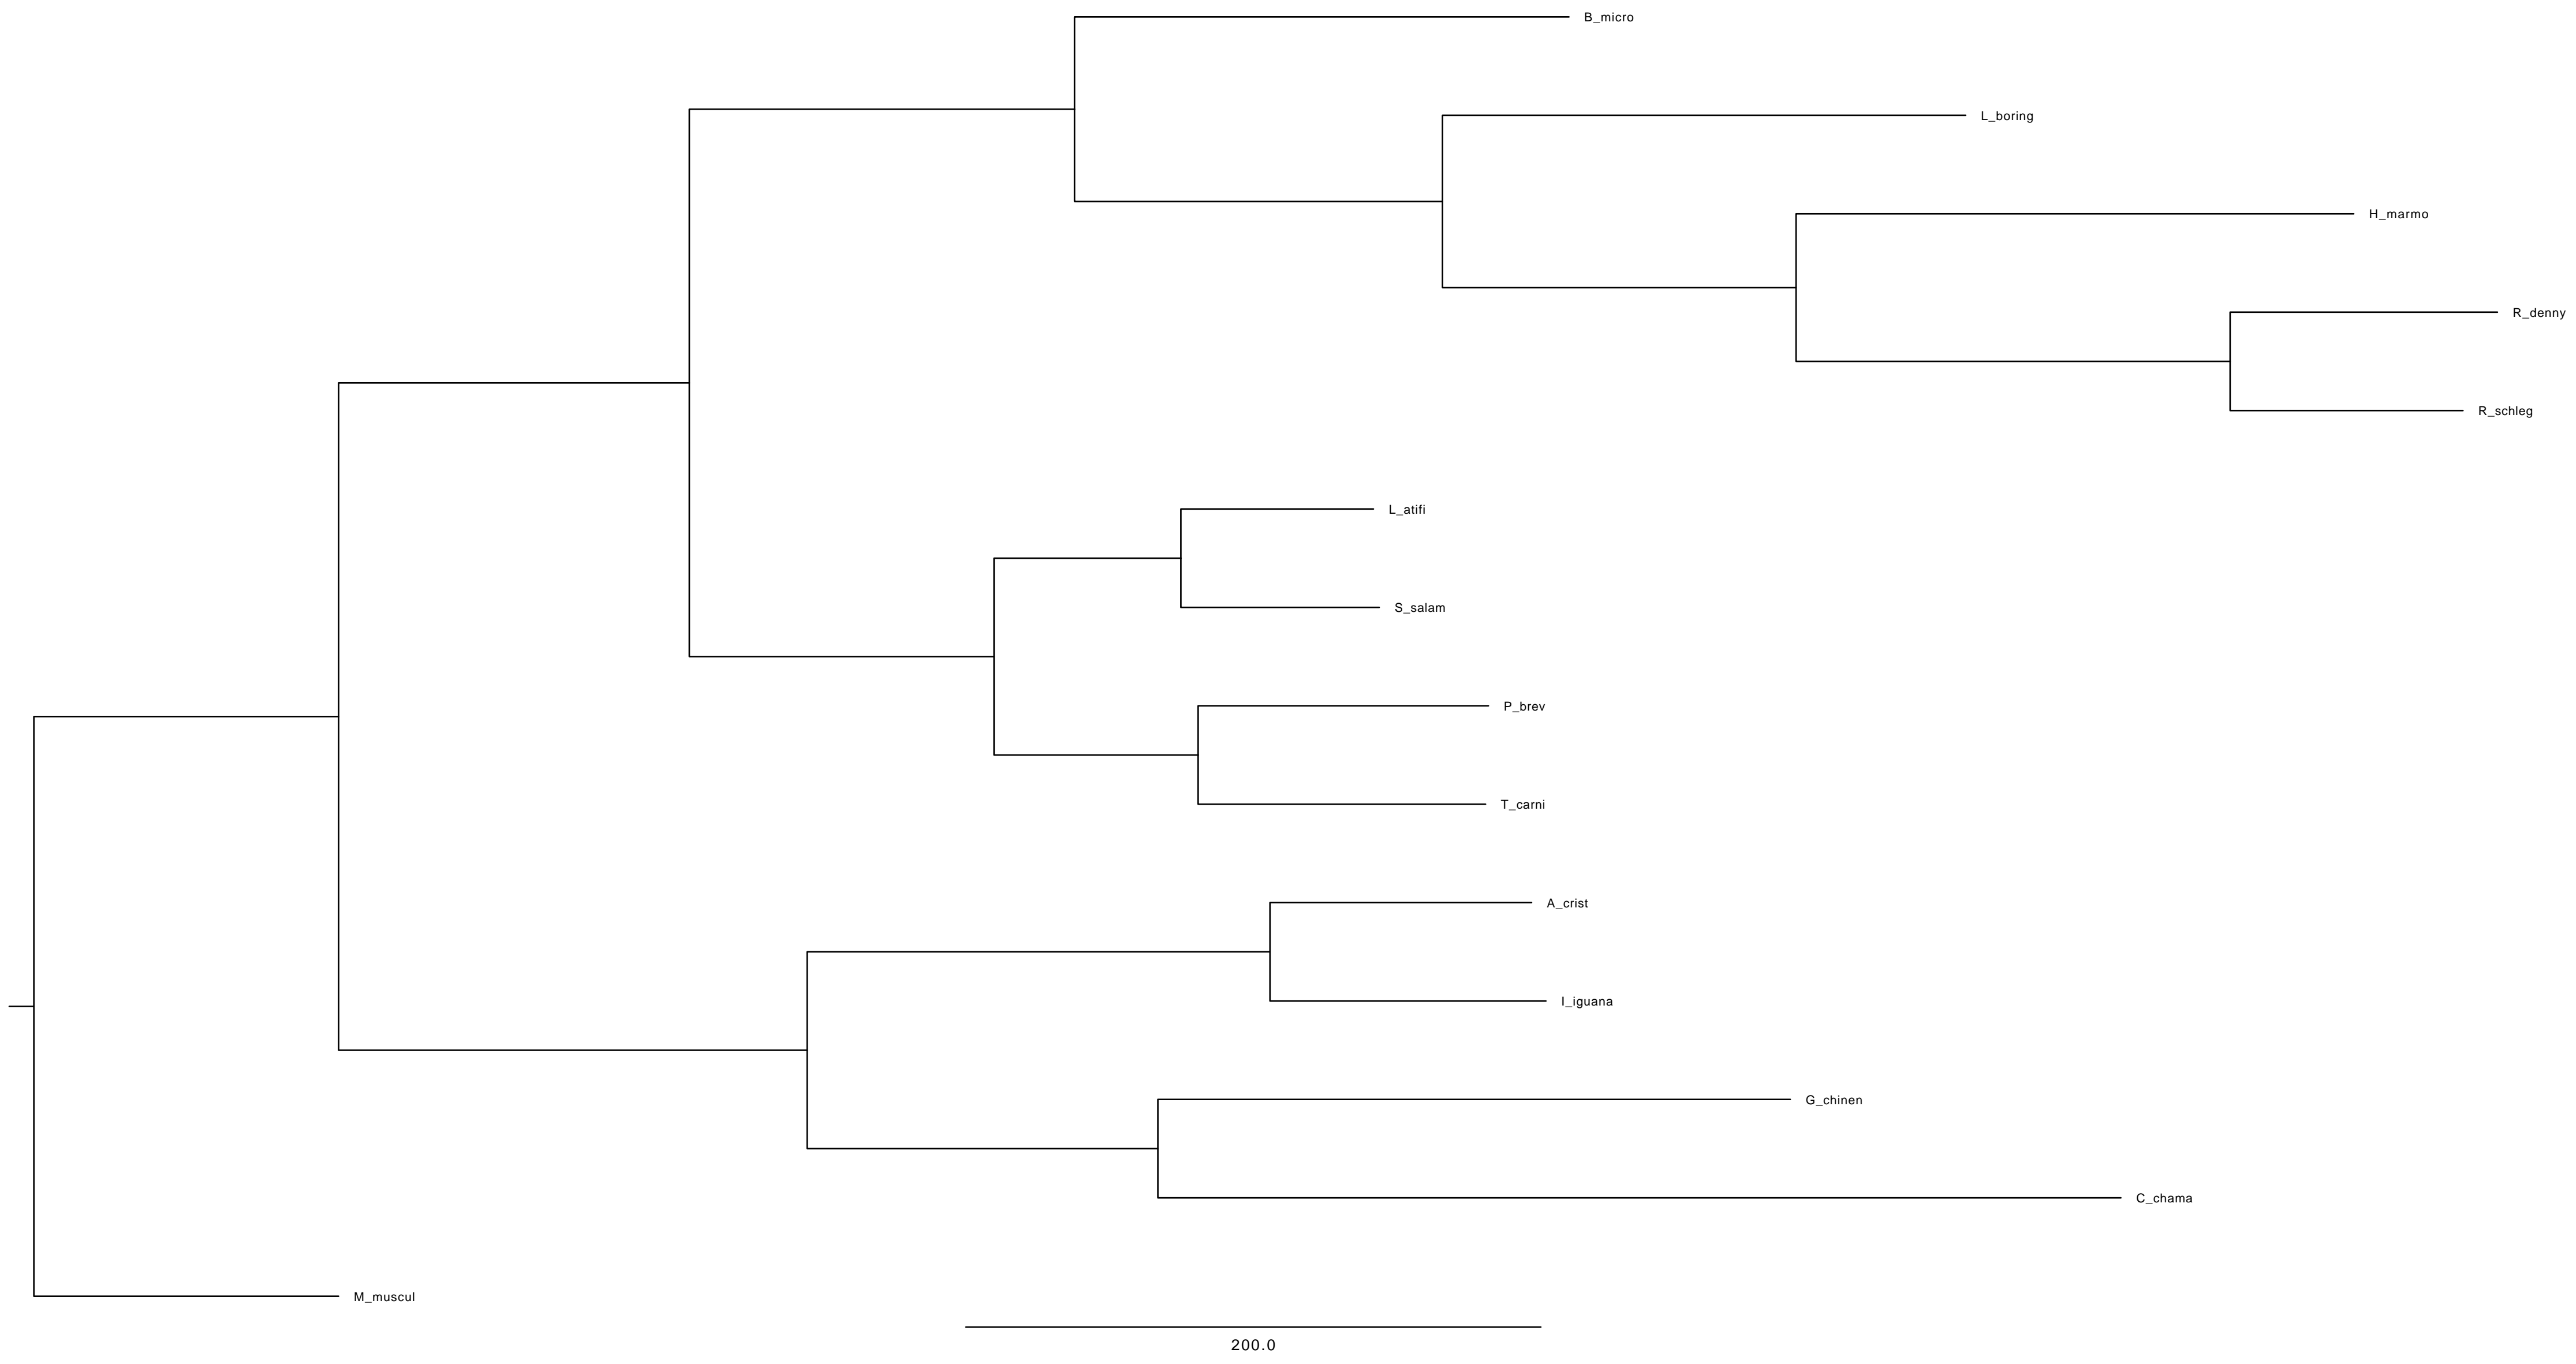 B_micro
L_boring
H_marmo
R_denny
R_schleg
L_atifi
S_salam
P_brev
T_carni
A_crist
I_iguana
G_chinen
C_chama
M_muscul
200.0